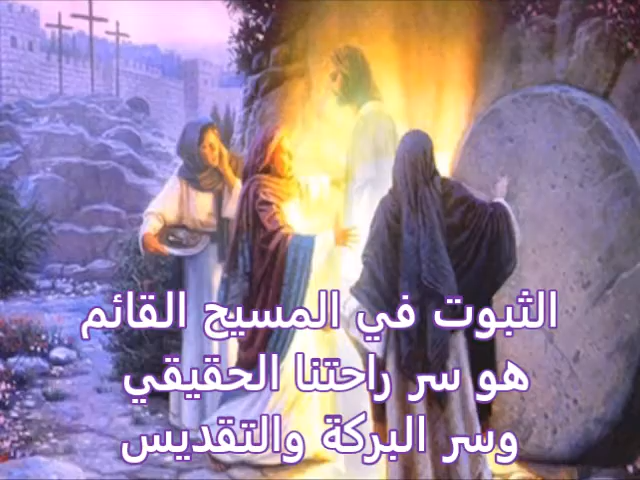 الثبوت في المسيح القائم
هو سر راحتنا الحقيقي
وسر البركة والتقديس